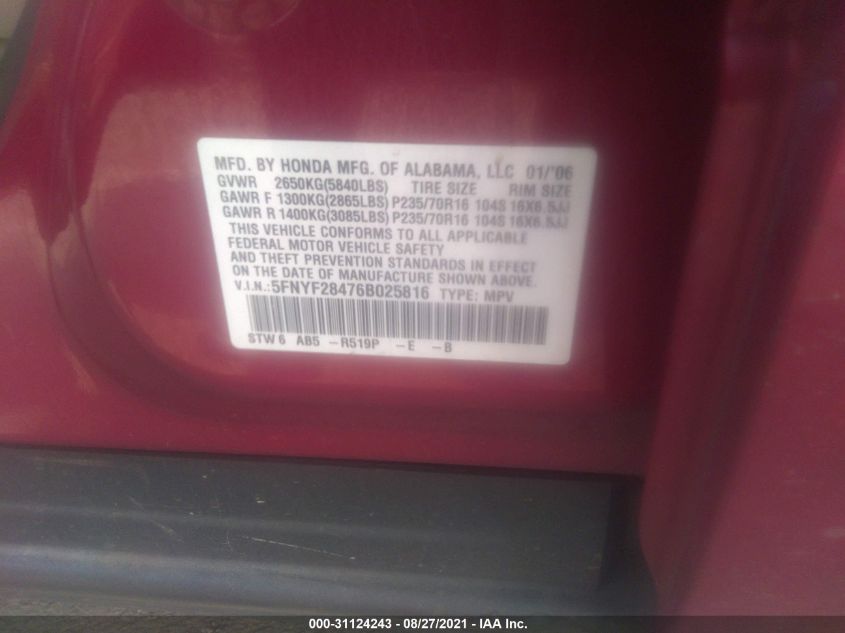 MFD. BY HONDA MFG. OF ALABAMA, LLC 01/'06
GVWR 2650KG(5840LBS) TIRE SIZE RIM SIZE
GAWR F 1300KG(2865LBS) P235/70R16 104S 16X6.5JJ
GAWR R 1400KG(3085LBS) P235/70R16 104S 16X6.5JJ
THIS VEHICLE CONFORMS TO ALL APPLICABLE
FEDERAL MOTOR VEHICLE SAFETY
AND THEFT PREVENTION STANDARDS IN EFFECT
ON THE DATE OF MANUFACTURE SHOWN ABOVE.
V.I.N.:5FNYF28476B025816 TYPE: MPV
STW 6 AB5 -R519P -E -B
000-31124243 - 08/27/2021 - IAA Inc.